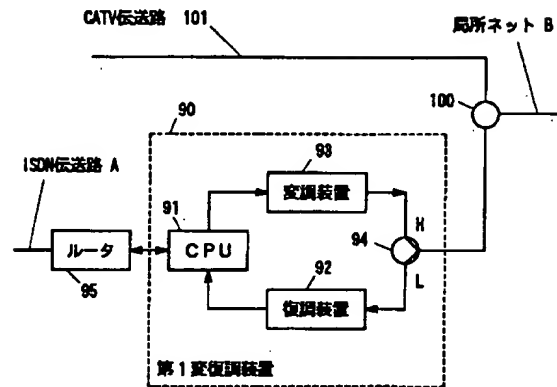 CATV伝送路 101
局所ネット B
100
90
ISDN伝送路 A
93
変調装置
91
H
ルータ
CPU
94
95
92
L
復調装置
第1変復調装置